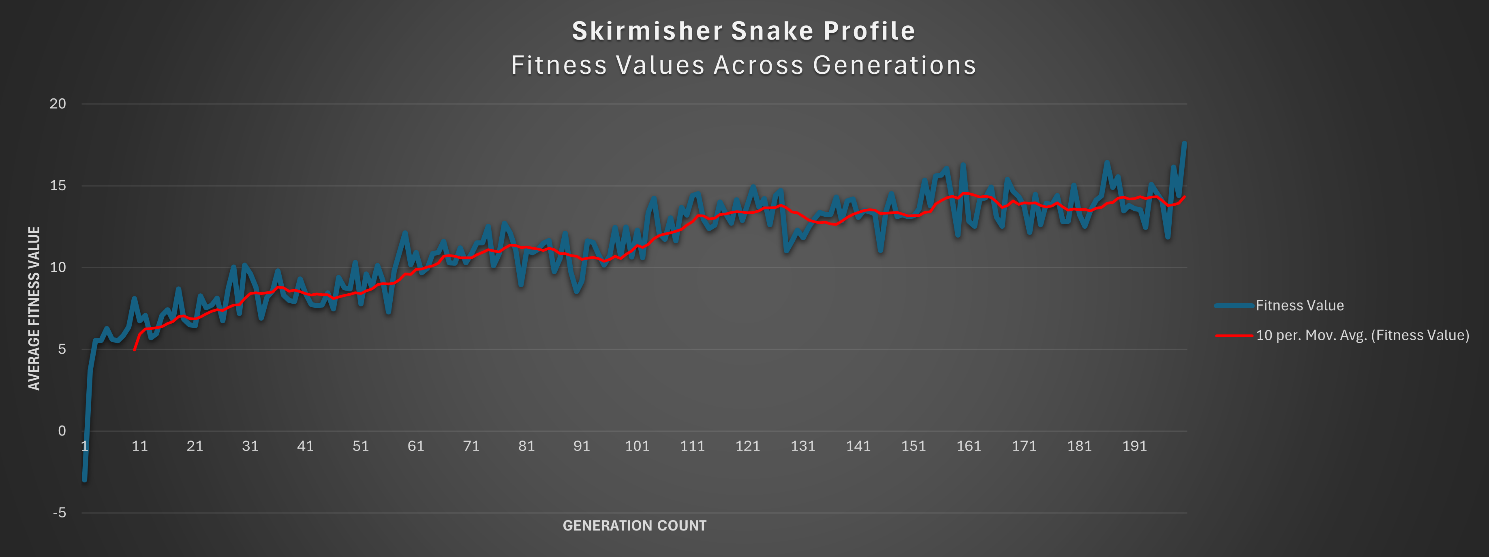 Skirmisher Snake Profile
Fitness Values Across Generations
20
15
10
5
0
-5
AVERAGE FITNESS VALUE
1 11 21 31 41 51 61 71 81 91 101 111 121 131 141 151 161 171 181 191
GENERATION COUNT
Fitness Value
10 per. Mov. Avg. (Fitness Value)